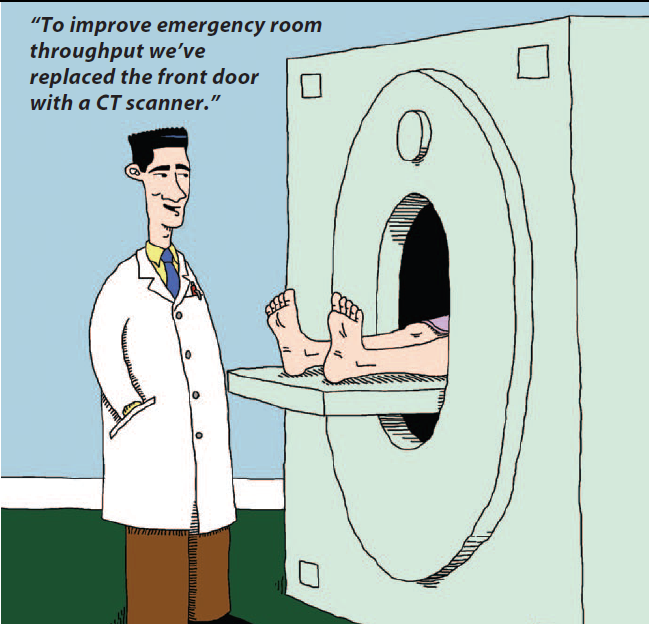 “To improve emergency room
throughput we’ve
replaced the front door
with a CT scanner.”